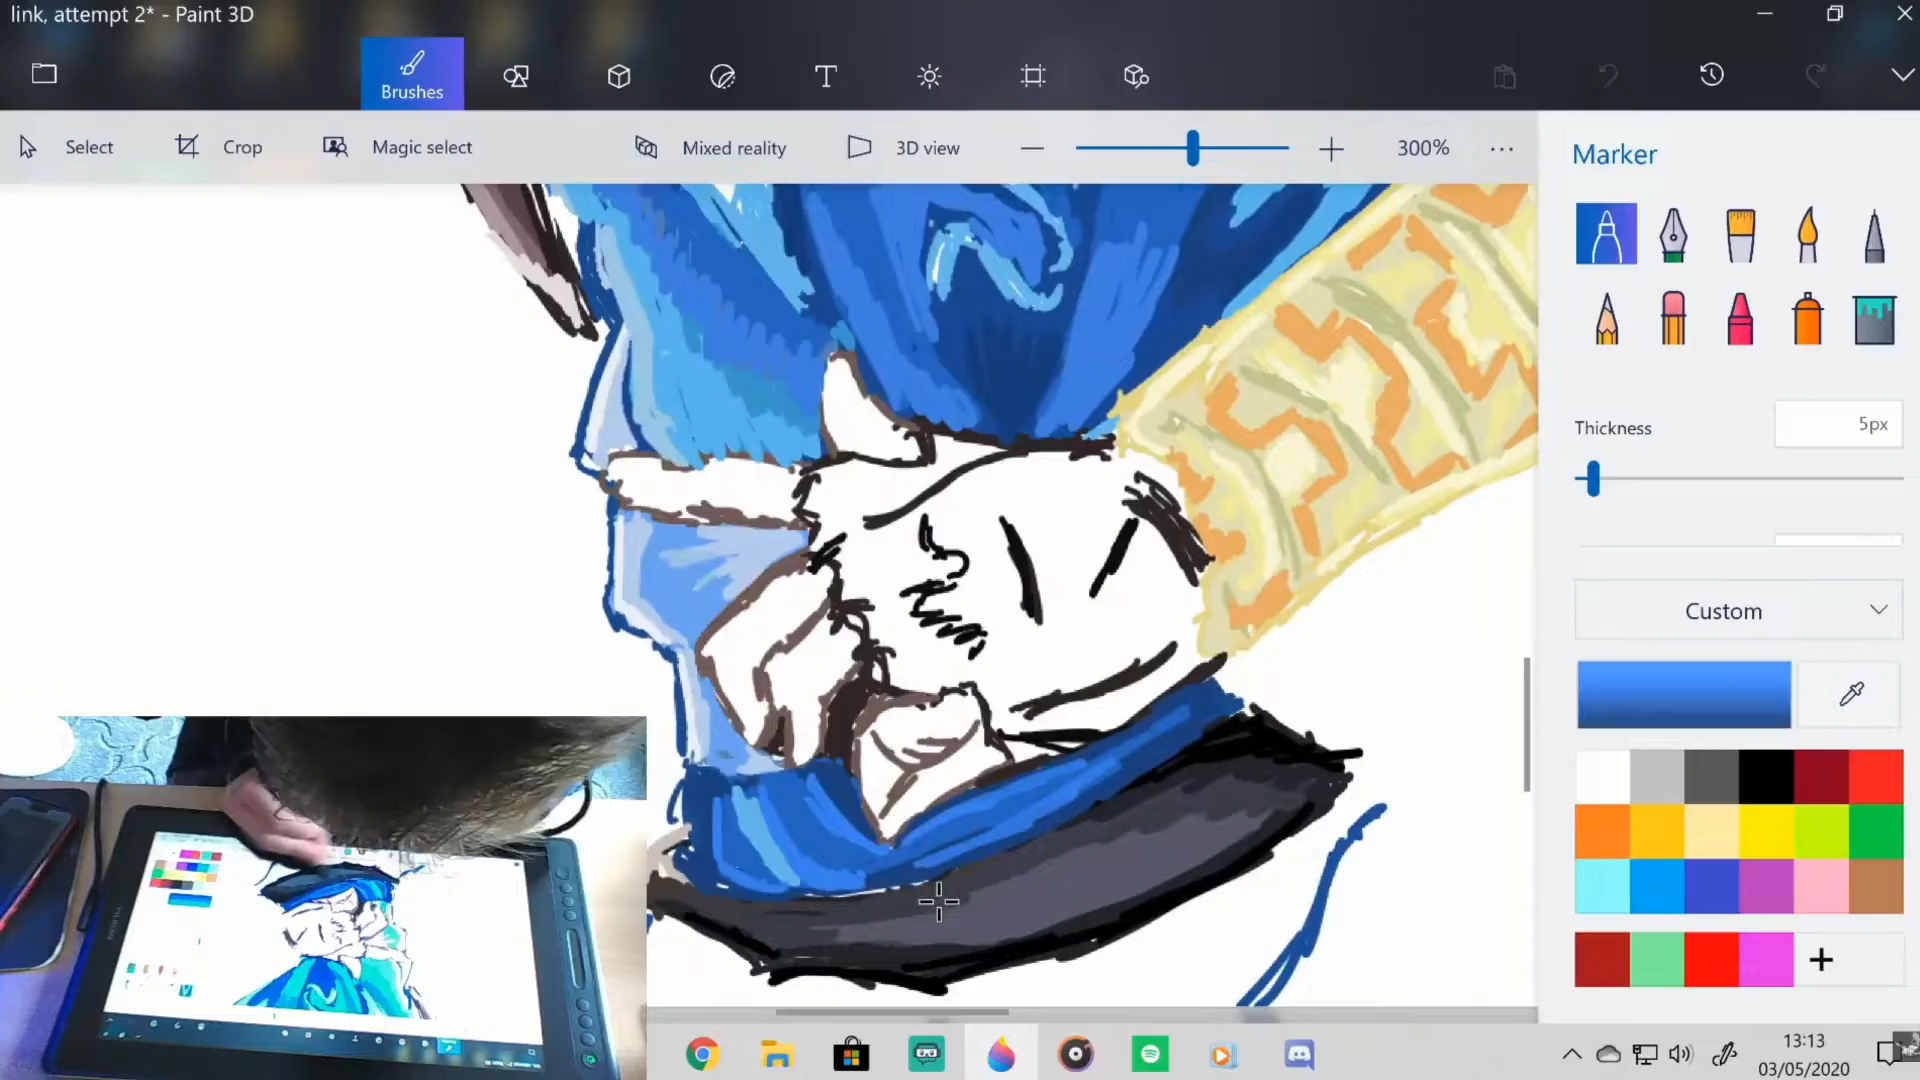 link, attempt 2* - Paint 3D
Brushes
Select
Crop
Magic select
Mixed reality
3D view
300%
Marker
Thickness
5px
Custom
13:13
03/05/2020